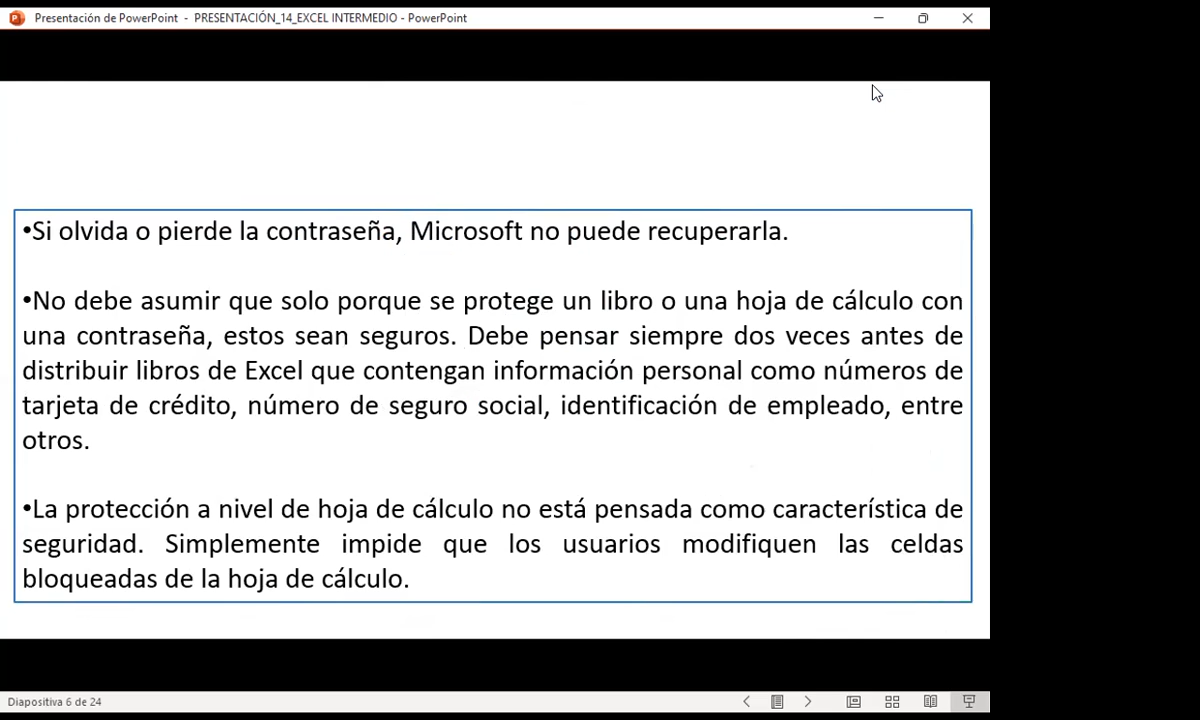 Presentación de PowerPoint - PRESENTACIÓN_14_EXCEL INTERMEDIO - PowerPoint
•Si olvida o pierde la contraseña, Microsoft no puede recuperarla.
•No debe asumir que solo porque se protege un libro o una hoja de cálculo con
una contraseña, estos sean seguros. Debe pensar siempre dos veces antes de
distribuir libros de Excel que contengan información personal como números de
tarjeta de crédito, número de seguro social, identificación de empleado, entre
otros.
•La protección a nivel de hoja de cálculo no está pensada como característica de
seguridad. Simplemente impide que los usuarios modifiquen las celdas
bloqueadas de la hoja de cálculo.
Diapositiva 6 de 24